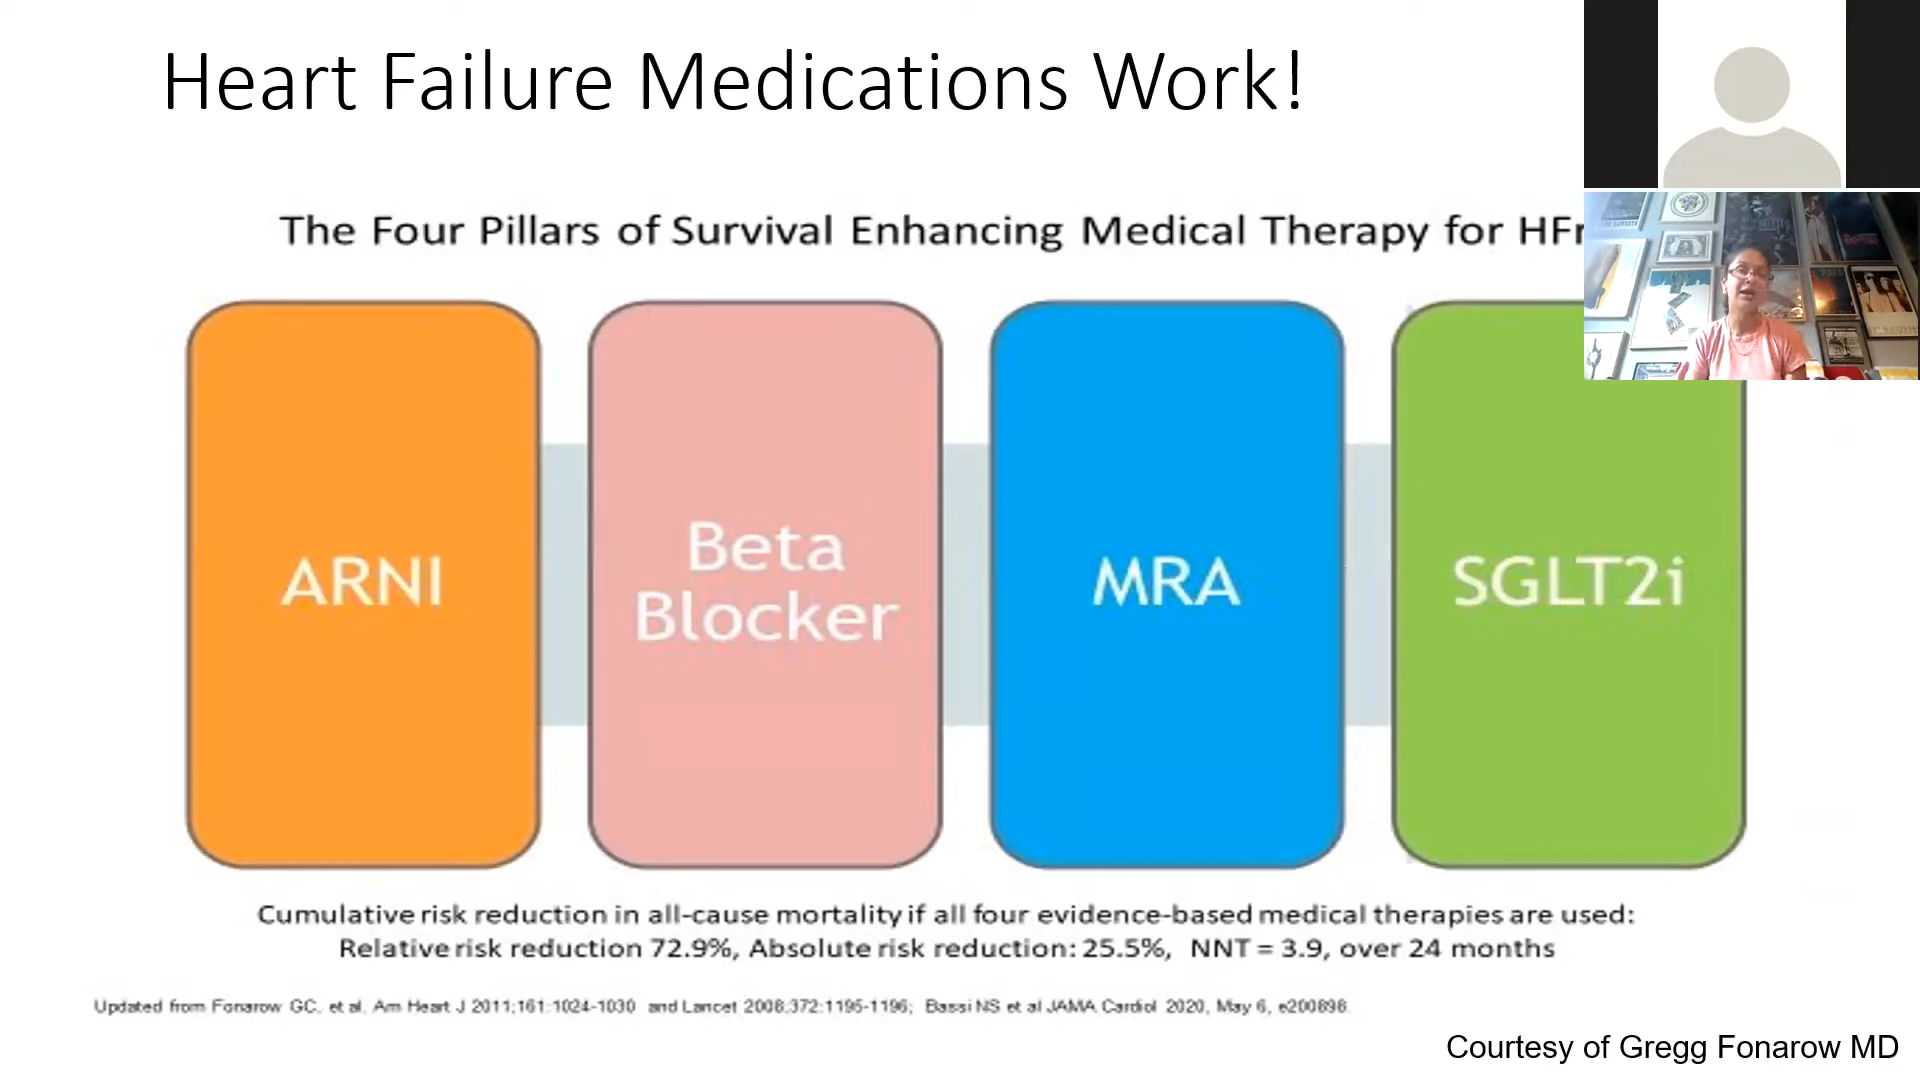 Heart Failure Medications Work!
The Four Pillars of Survival Enhancing Medical Therapy for HFr
ARNI
Beta
Blocker
MRA
SGLT2i
Cumulative risk reduction in all-cause mortality if all four evidence-based medical therapies are used:
Relative risk reduction 72.9%, Absolute risk reduction: 25.5%, NNT = 3.9, over 24 months
Updated from Fonarow GC, et al. Am Heart J 2011;161:1024-1030 and Lancet 2008;372:1195-1196; Bassi NS et al JAMA Cardiol 2020, May 6, e200898
Courtesy of Gregg Fonarow MD